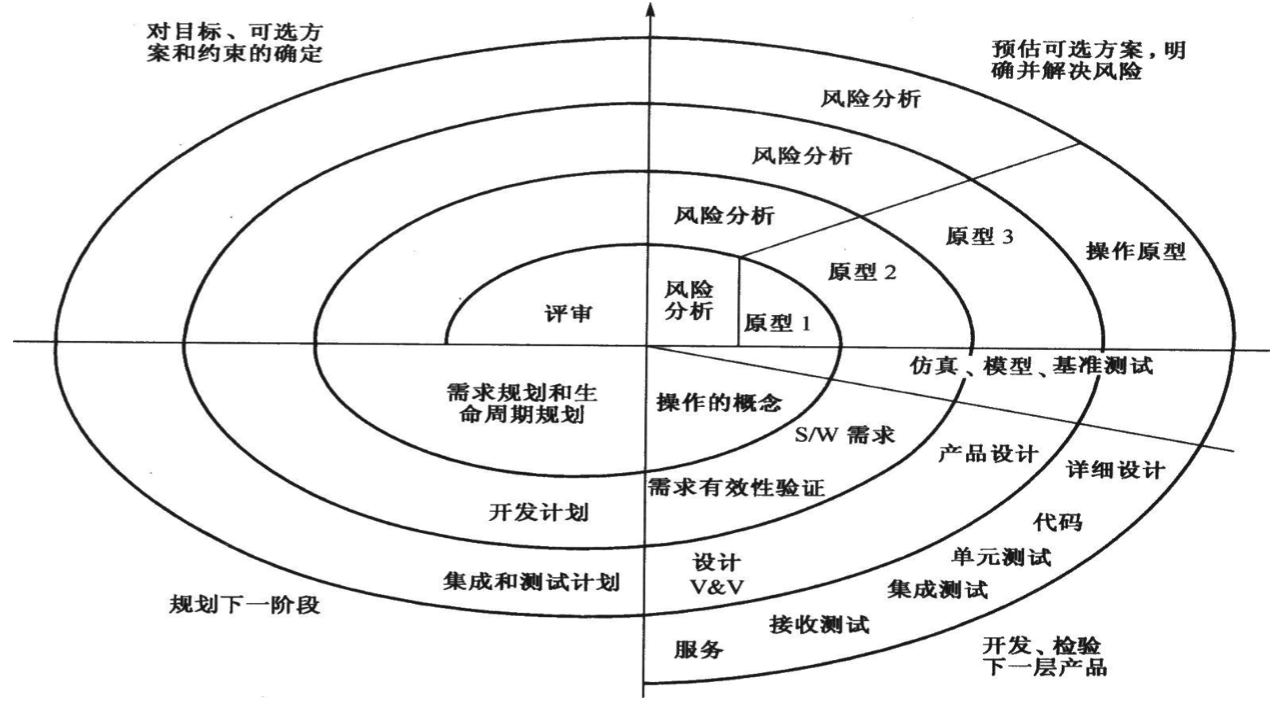 对目标、可选方
案和约束的确定
预估可选方案，明
确并解决风险
风险分析
风险分析
风险分析
原型 3
操作原型
原型 2
风险
分析
评审
原型 1
仿真、模型、基准测试
需求规划和生
命周期规划
操作的概念
S/W 需求
产品设计
详细设计
需求有效性验证
开发计划
代码
单元测试
设计
V&V
集成和测试计划
集成测试
规划下一阶段
接收测试
服务
开发、检验
下一层产品